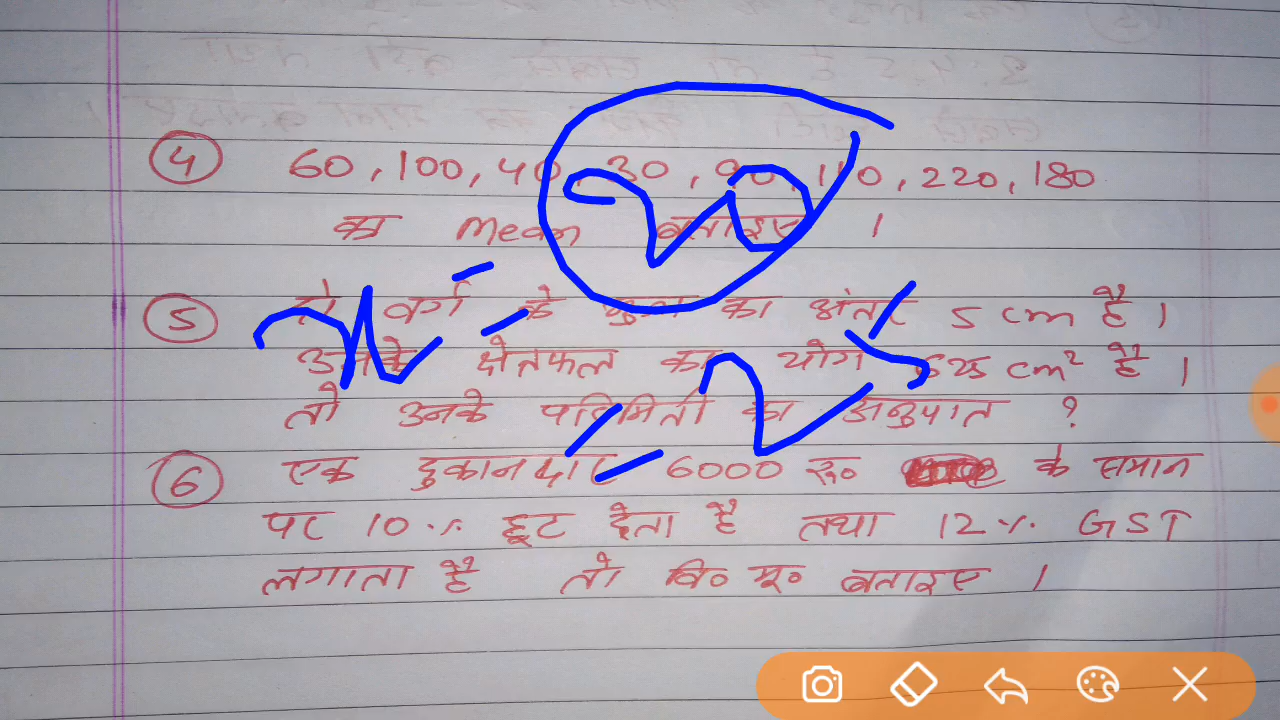 ④ 60, 100, 40, 30, 90, 110, 220, 180
का mean बताइए ।
⑤ दो वर्ग के भुजा का अंतर 5 cm है ।
उनके क्षेत्रफल का योग 625 cm² है ।
तो उनके परिमिती का अनुपात ?
⑥ एक दुकानदार 6000 रू० के समान
पर 10 % छूट देता है तथा 12 % GST
लगाता है तो वि० मू० बताइए ।